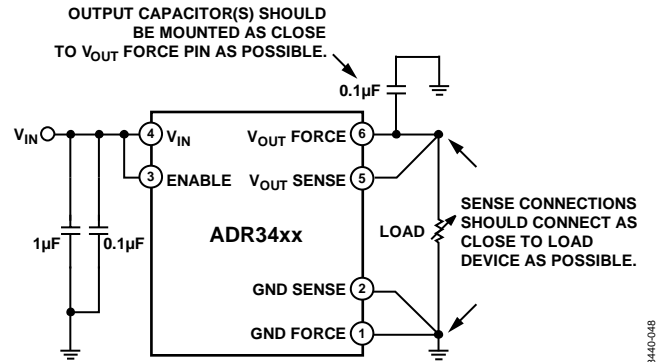 OUTPUT CAPACITOR(S) SHOULD
BE MOUNTED AS CLOSE
TO VOUT FORCE PIN AS POSSIBLE.
0.1µF
VIN
4
VIN
VOUT FORCE
6
3
ENABLE
VOUT SENSE
5
1µF
0.1µF
ADR34xx
LOAD
SENSE CONNECTIONS
SHOULD CONNECT AS
CLOSE TO LOAD
DEVICE AS POSSIBLE.
GND SENSE
2
GND FORCE
1